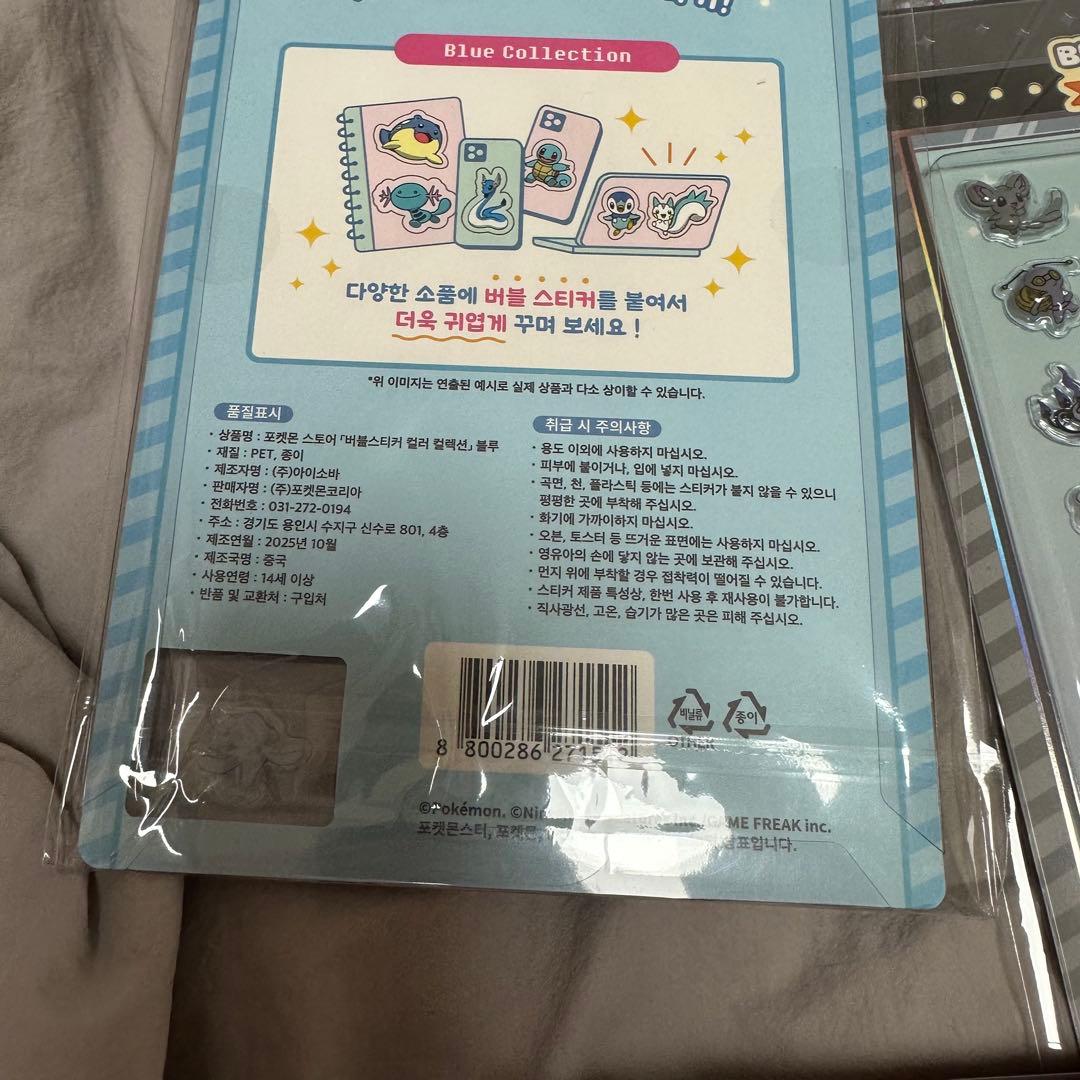 Blue Collection
다양한 소품에 버블 스티커를 붙여서
더욱 귀엽게 꾸며 보세요 !
*위 이미지는 연출된 예시로 실제 상품과 다소 상이할 수 있습니다.
품질표시
• 상품명 : 포켓몬 스토어 「버블스티커 컬러 컬렉션」 블루
• 재질 : PET, 종이
• 제조자명 : (주)아이소바
• 판매자명 : (주)포켓몬코리아
• 전화번호 : 031-272-0194
• 주소 : 경기도 용인시 수지구 신수로 801, 4층
• 제조연월 : 2025년 10월
• 제조국명 : 중국
• 사용연령 : 14세 이상
• 반품 및 교환처 : 구입처
취급 시 주의사항
• 용도 이외에 사용하지 마십시오.
• 피부에 붙이거나, 입에 넣지 마십시오.
• 곡면, 천, 플라스틱 등에는 스티커가 붙지 않을 수 있으니
평평한 곳에 부착해 주십시오.
• 화기에 가까이하지 마십시오.
• 오븐, 토스터 등 뜨거운 표면에는 사용하지 마십시오.
• 영유아의 손에 닿지 않는 곳에 보관해 주십시오.
• 먼지 위에 부착할 경우 접착력이 떨어질 수 있습니다.
• 스티커 제품 특성상, 한번 사용 후 재사용이 불가합니다.
• 직사광선, 고온, 습기가 많은 곳은 피해 주십시오.
비닐류
종이
8 800286
©Pokémon. ©Nin /GAME FREAK inc.
포켓몬스터, 포켓몬,